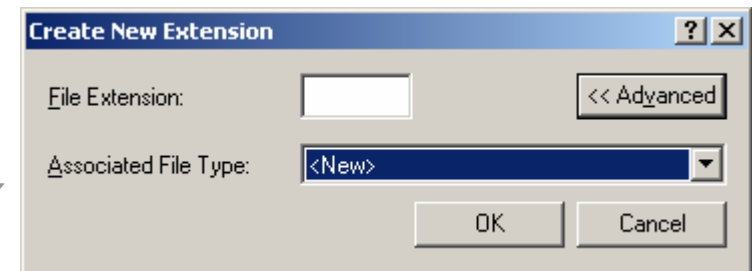 Create New Extension
File Extension: << Advanced
Associated File Type: <New>
OK Cancel